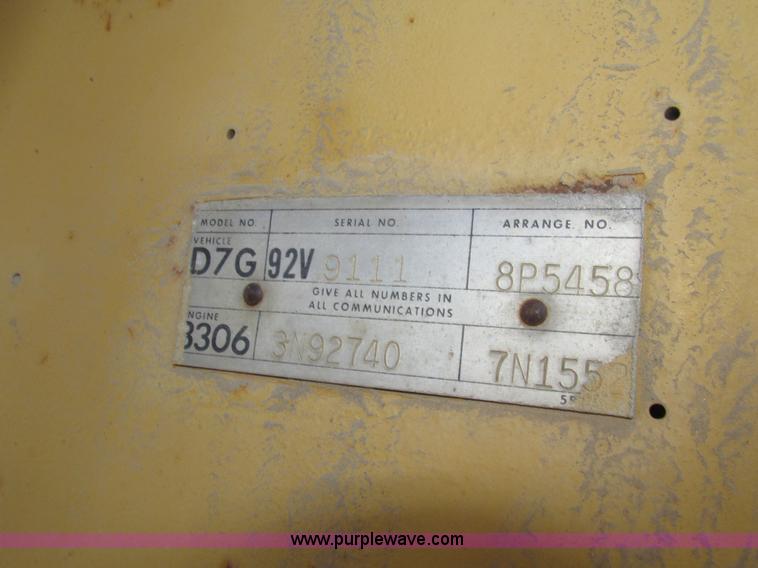 MODEL NO. SERIAL NO. ARRANGE. NO.
VEHICLE
D7G 92V 9111 8P5458
GIVE ALL NUMBERS IN
ALL COMMUNICATIONS
NGINE
3306 3N92740 7N155
www.purplewave.com